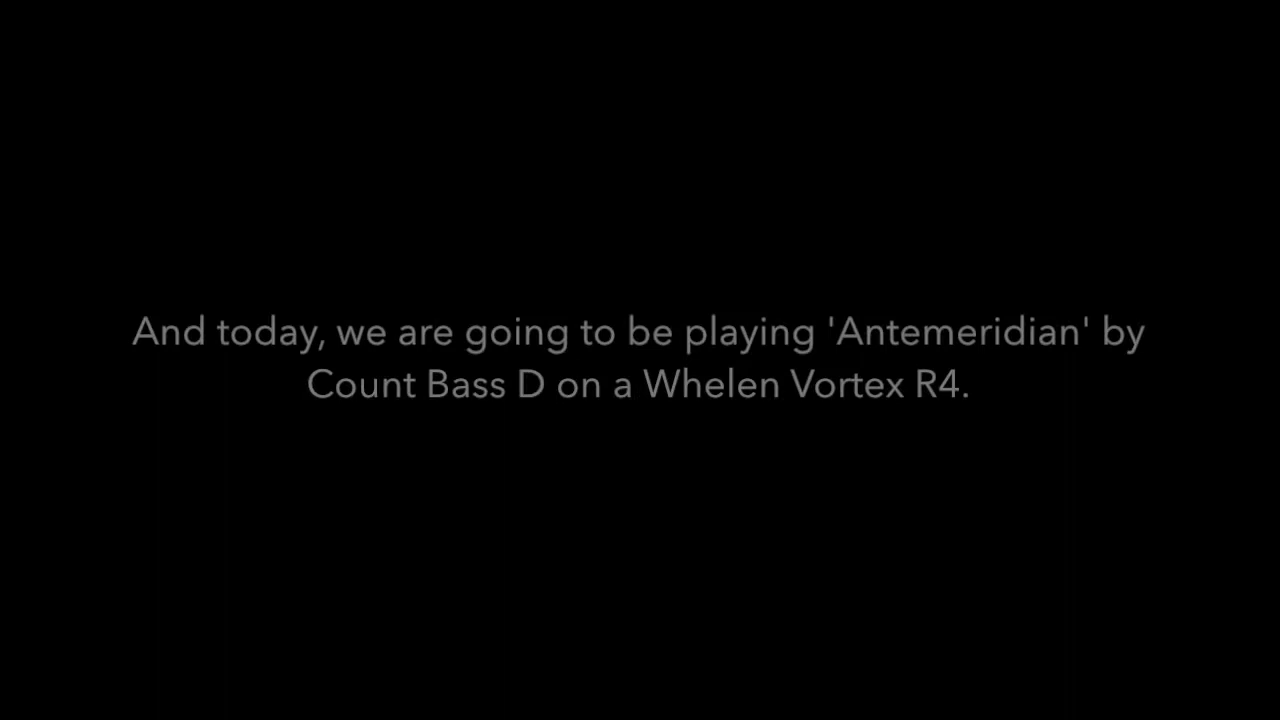 And today, we are going to be playing 'Antemeridian' by
Count Bass D on a Whelen Vortex R4.